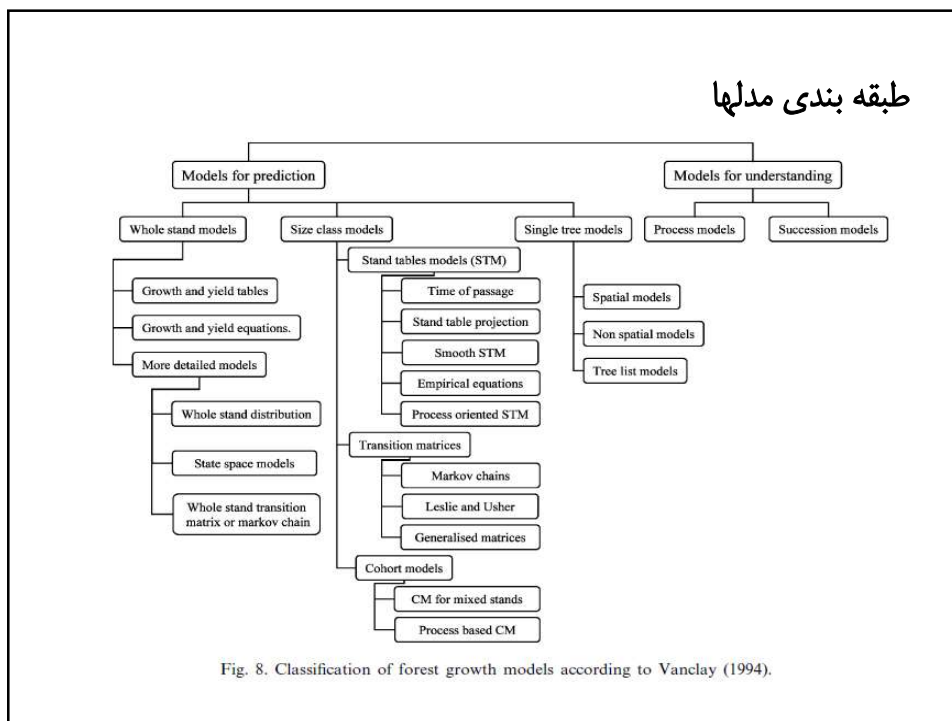 طبقه بندی مدلها
Models for prediction
Models for understanding
Whole stand models
Size class models
Single tree models
Process models
Succession models
Growth and yield tables
Growth and yield equations.
More detailed models
Whole stand distribution
State space models
Whole stand transition
matrix or markov chain
Stand tables models (STM)
Time of passage
Stand table projection
Smooth STM
Empirical equations
Process oriented STM
Transition matrices
Markov chains
Leslie and Usher
Generalised matrices
Cohort models
CM for mixed stands
Process based CM
Spatial models
Non spatial models
Tree list models
Fig. 8. Classification of forest growth models according to Vanclay (1994).